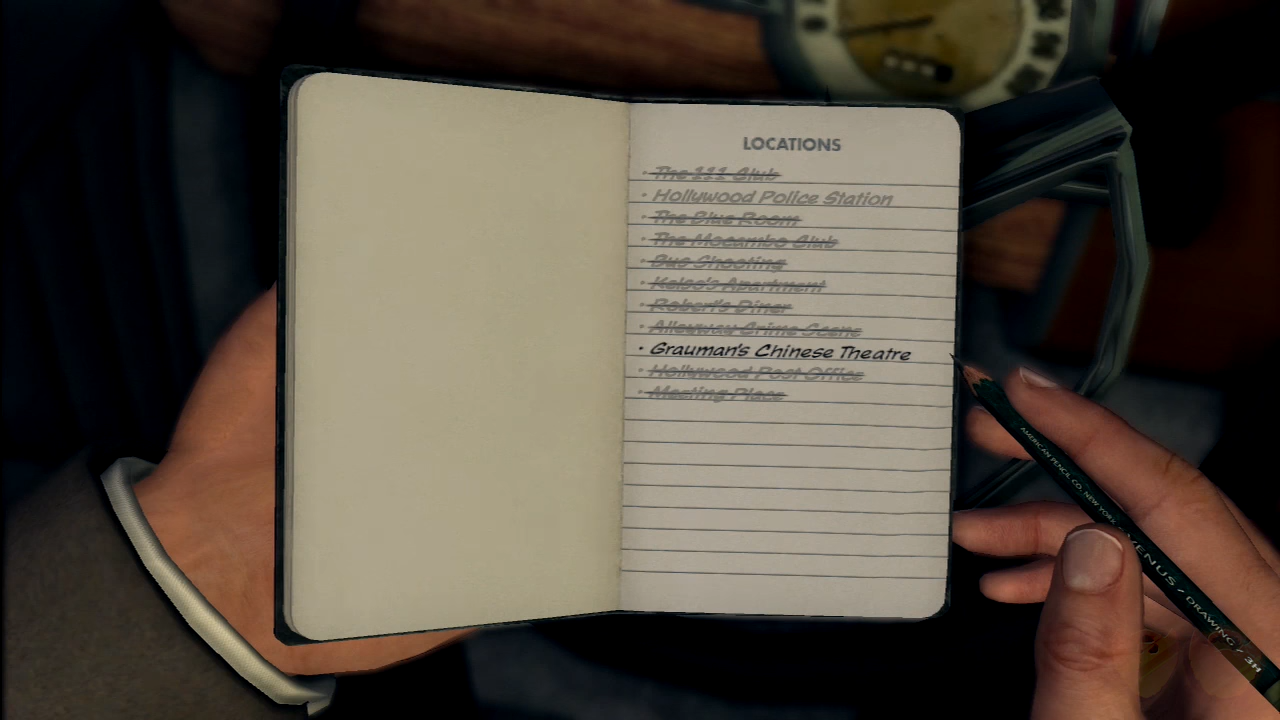 LOCATIONS
· The 111 Club
· Hollywood Police Station
· The Blue Room
· The Mocambo Club
· Bus Shooting
· Kelso's Apartment
· Robert's Diner
· Alleyway Crime Scene
· Grauman's Chinese Theatre
· Hollywood Post Office
· Meeting Place
AMERICAN PENCIL CO. NEW YORK VENUS / DRAWING / 3H